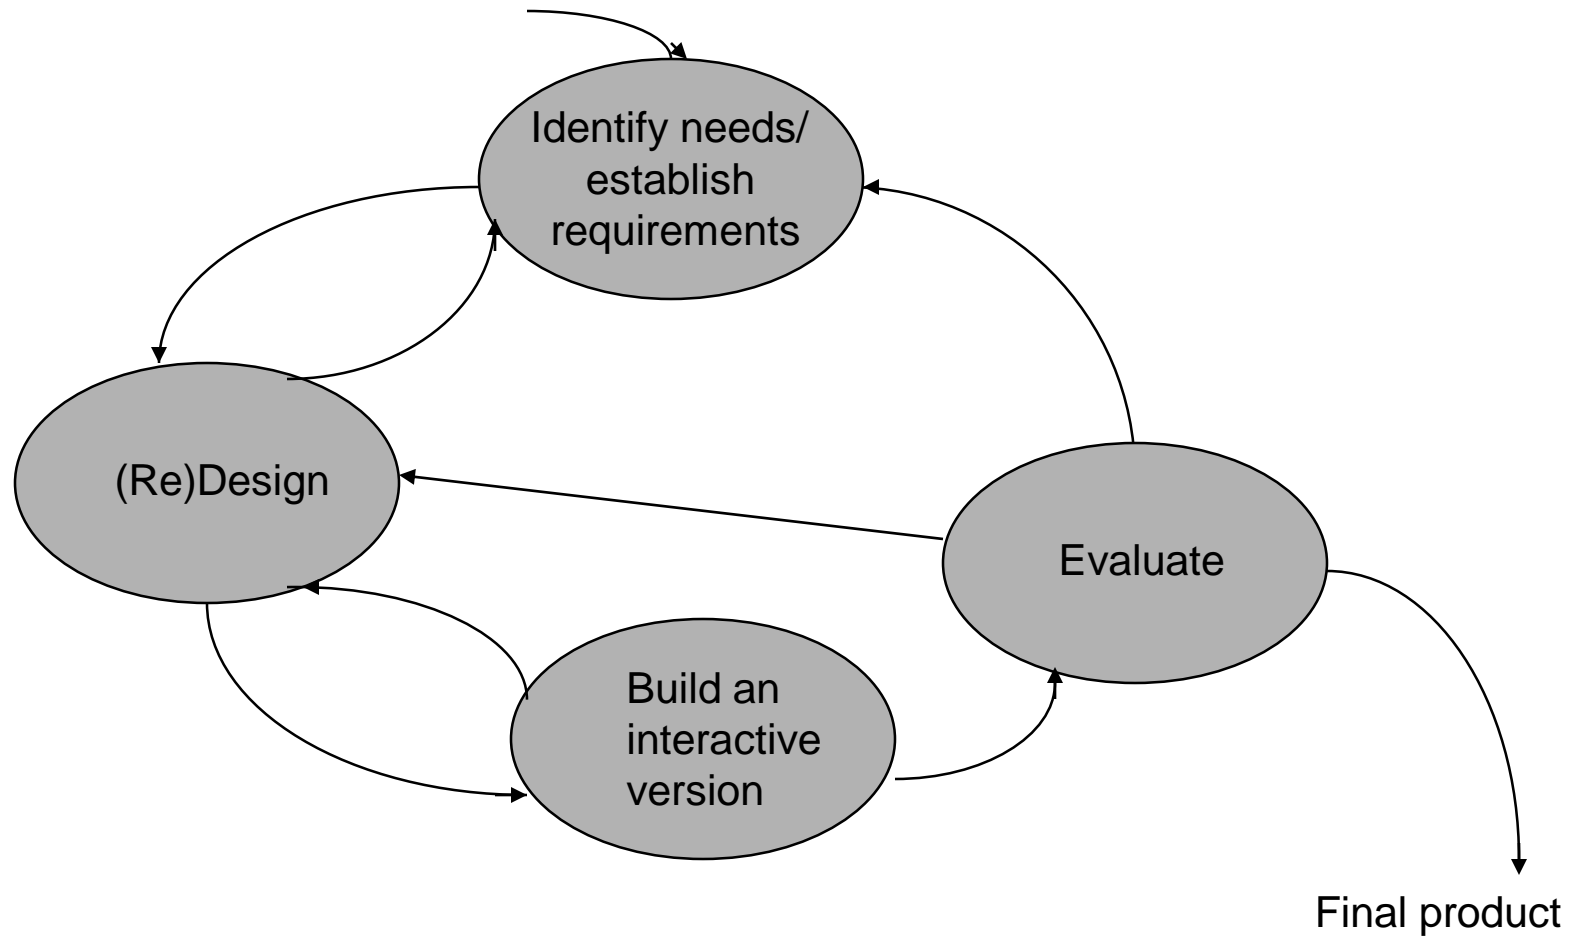 Identify needs/
establish
requirements
(Re)Design
Evaluate
Build an
interactive
version
Final product